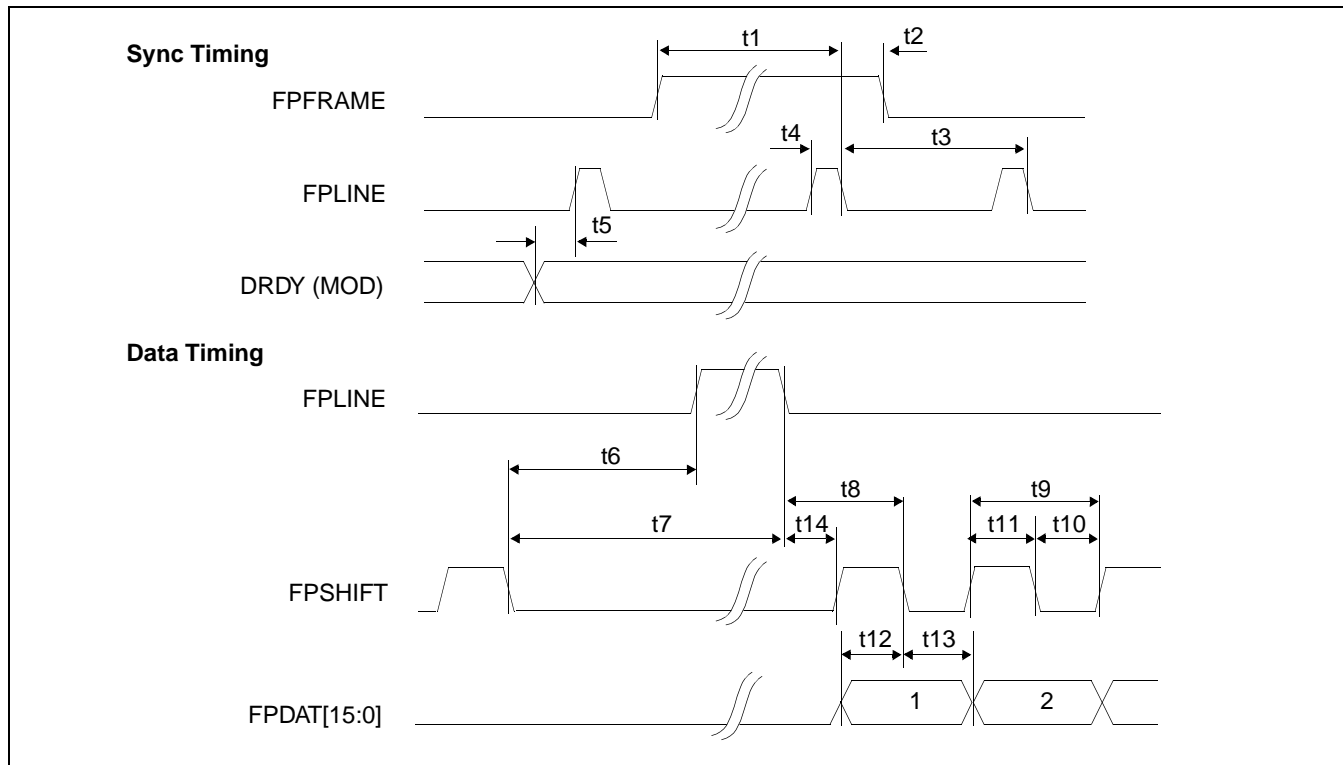 Sync Timing
t1
t2
FPFRAME
t4
t3
FPLINE
t5
DRDY (MOD)
Data Timing
FPLINE
t6
t8
t9
t7
t14
t11
t10
FPSHIFT
t12
t13
FPDAT[15:0]
1
2